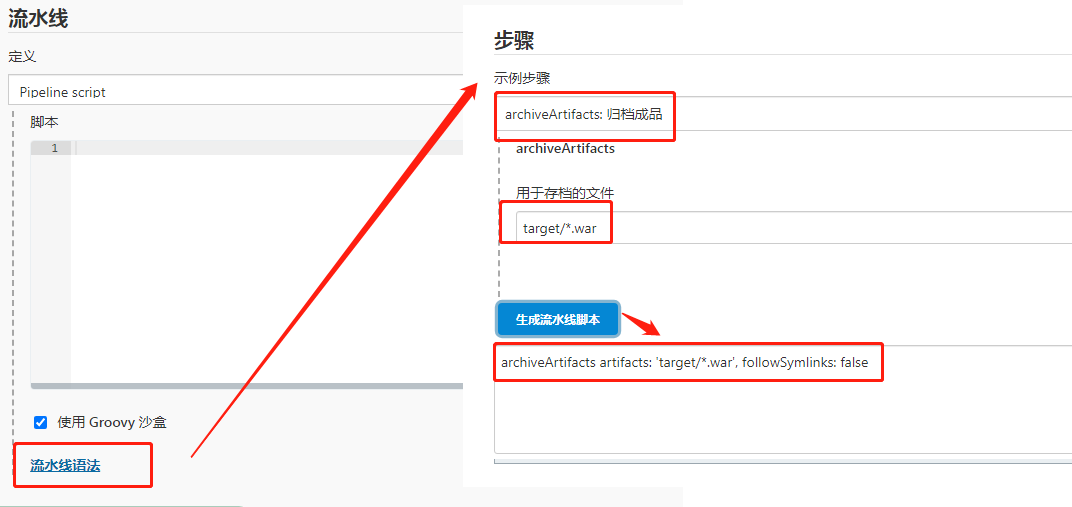 流水线
定义
Pipeline script
脚本
1
使用 Groovy 沙盒
流水线语法
步骤
示例步骤
archiveArtifacts: 归档成品
archiveArtifacts
用于存档的文件
target/*.war
生成流水线脚本
archiveArtifacts artifacts: 'target/*.war', followSymlinks: false